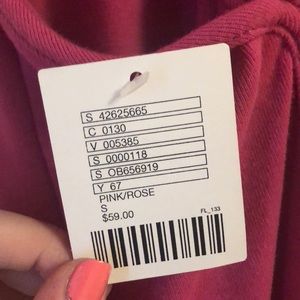 S 42625665
C 0130
V 005385
S 0000118
S OB656919
Y 67
PINK/ROSE
S
$59.00
FL_133